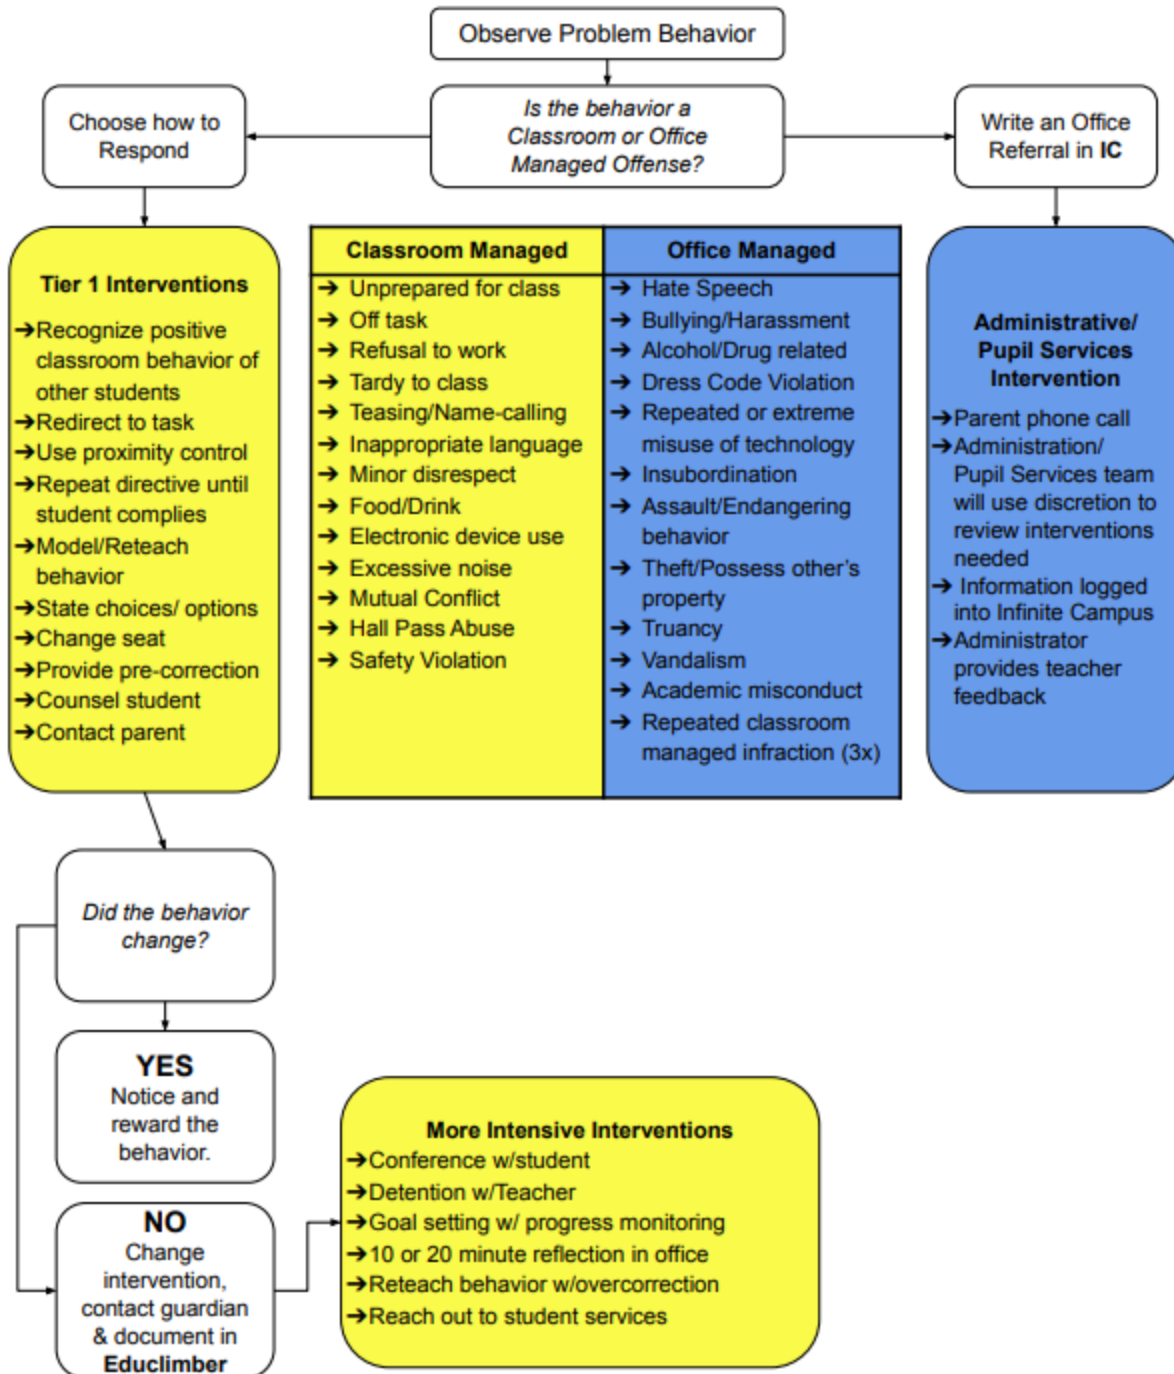 Observe Problem Behavior
Choose how to
Respond
Is the behavior a
Classroom or Office
Managed Offense?
Write an Office
Referral in IC
Tier 1 Interventions
➔Recognize positive
classroom behavior of
other students
➔Redirect to task
➔Use proximity control
➔Repeat directive until
student complies
➔Model/Reteach
behavior
➔State choices/ options
➔Change seat
➔Provide pre-correction
➔Counsel student
➔Contact parent
Classroom Managed
➔ Unprepared for class
➔ Off task
➔ Refusal to work
➔ Tardy to class
➔ Teasing/Name-calling
➔ Inappropriate language
➔ Minor disrespect
➔ Food/Drink
➔ Electronic device use
➔ Excessive noise
➔ Mutual Conflict
➔ Hall Pass Abuse
➔ Safety Violation
Office Managed
➔ Hate Speech
➔ Bullying/Harassment
➔ Alcohol/Drug related
➔ Dress Code Violation
➔ Repeated or extreme
misuse of technology
➔ Insubordination
➔ Assault/Endangering
behavior
➔ Theft/Possess other's
property
➔ Truancy
➔ Vandalism
➔ Academic misconduct
➔ Repeated classroom
managed infraction (3x)
Administrative/
Pupil Services
Intervention
➔Parent phone call
➔Administration/
Pupil Services team
will use discretion to
review interventions
needed
➔ Information logged
into Infinite Campus
➔Administrator
provides teacher
feedback
Did the behavior
change?
YES
Notice and
reward the
behavior.
NO
Change
intervention,
contact guardian
& document in
Educlimber
More Intensive Interventions
➔Conference w/student
➔Detention w/Teacher
➔Goal setting w/ progress monitoring
➔10 or 20 minute reflection in office
➔Reteach behavior w/overcorrection
➔Reach out to student services